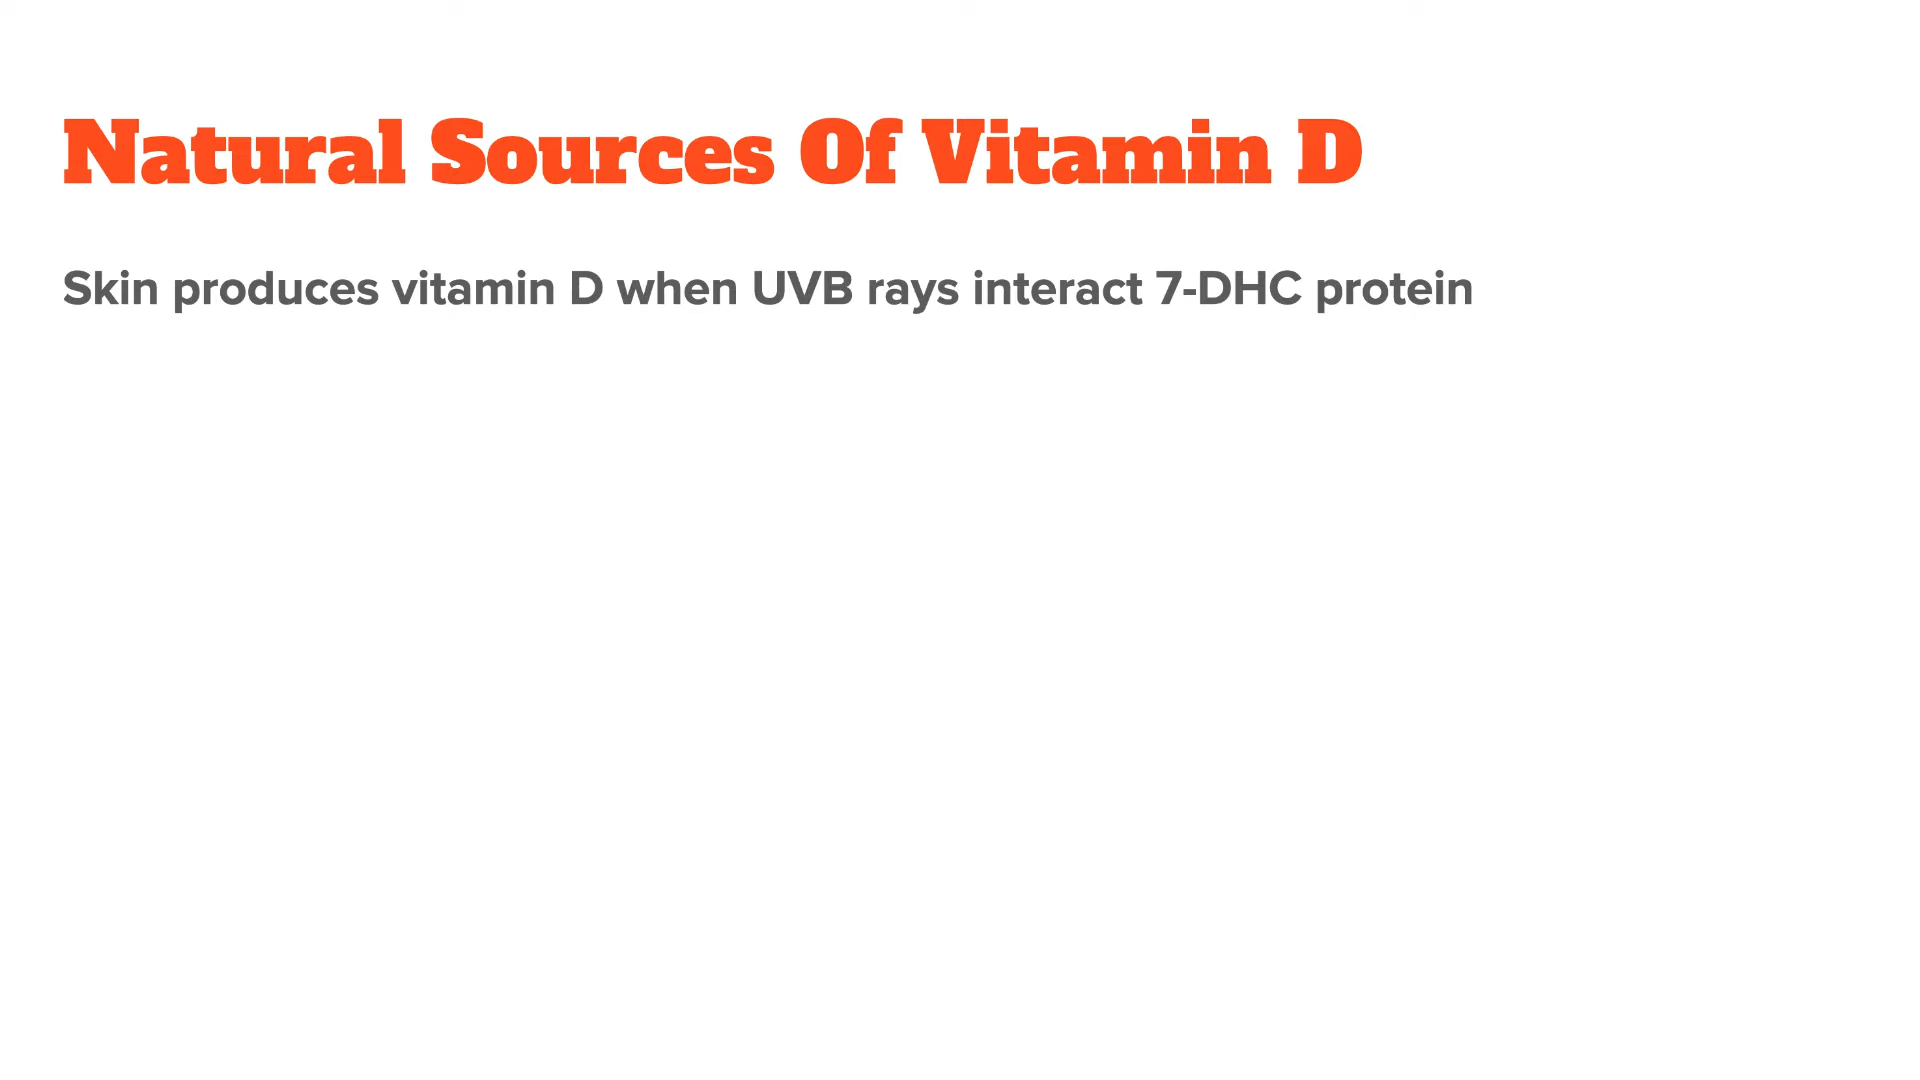 Natural Sources Of Vitamin D
Skin produces vitamin D when UVB rays interact 7-DHC protein